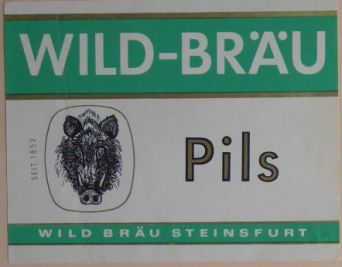 WILD-BRÄU
SEIT 1852
Pils
WILD BRÄU STEINSFURT